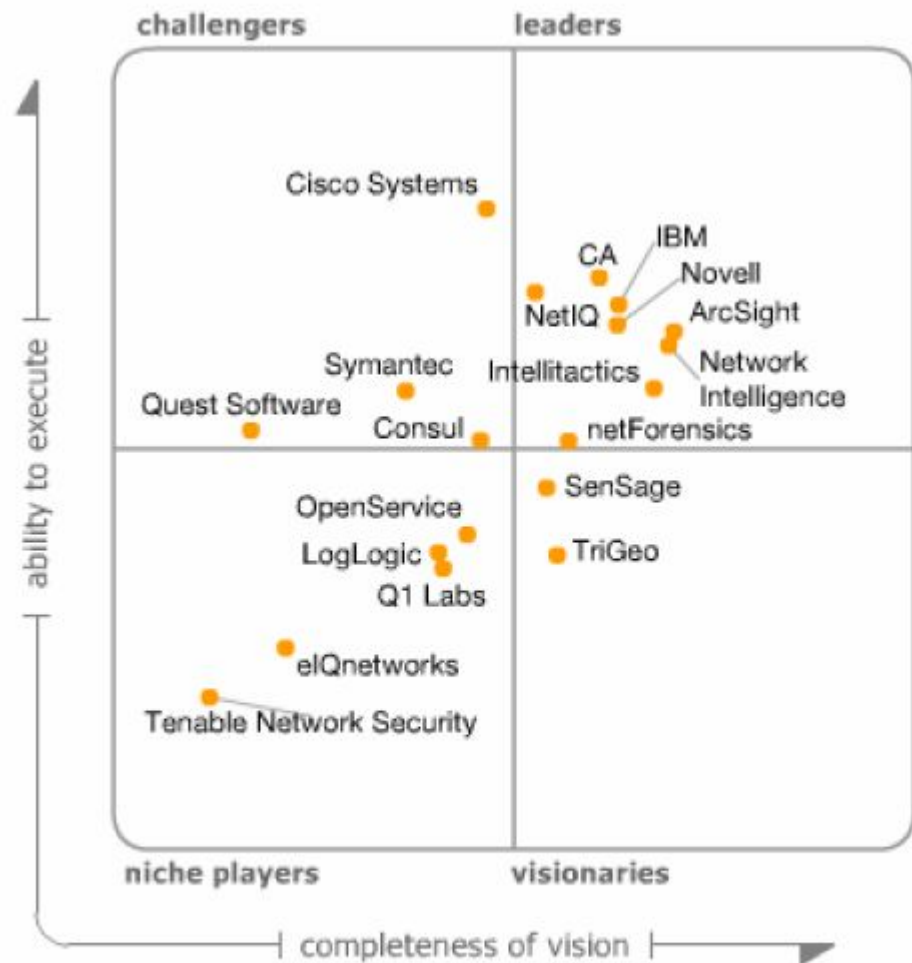 challengers
leaders
Cisco Systems
IBM
CA
Novell
NetIQ
ArcSight
Network
Intelligence
Intellitactics
Symantec
Quest Software
Consul
netForensics
SenSage
OpenService
LogLogic
TriGeo
Q1 Labs
eIQnetworks
Tenable Network Security
niche players
visionaries
ability to execute
completeness of vision